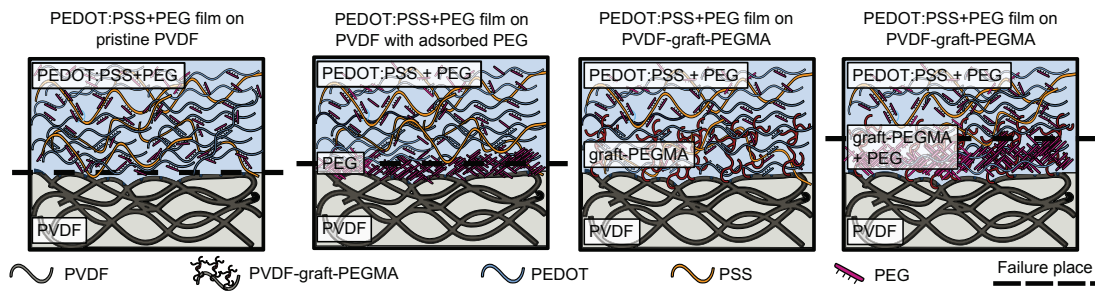 PEDOT:PSS+PEG film on
pristine PVDF
PEDOT:PSS+PEG film on
PVDF with adsorbed PEG
PEDOT:PSS+PEG film on
PVDF-graft-PEGMA
PEDOT:PSS+PEG film on
PVDF-graft-PEGMA
PEDOT:PSS+PEG
PEDOT:PSS + PEG
PEDOT:PSS + PEG
PEDOT:PSS + PEG
PEG
graft-PEGMA
graft-PEGMA
+ PEG
PVDF
PVDF
PVDF
PVDF
PVDF
PVDF-graft-PEGMA
PEDOT
PSS
PEG
Failure place